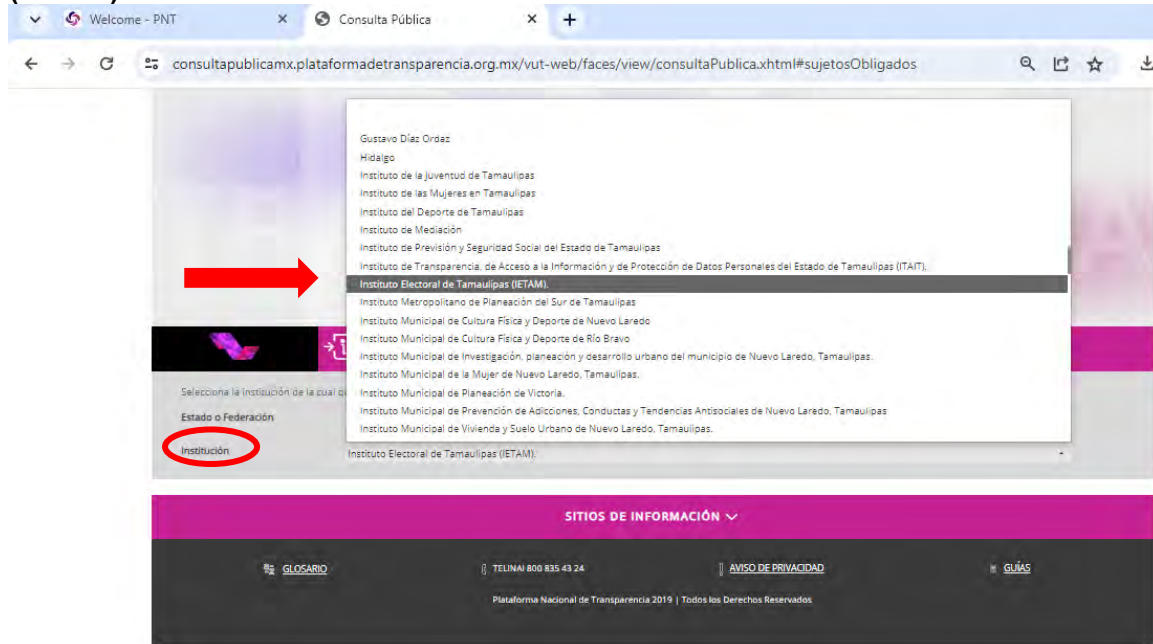 Welcome - PNT
Consulta Pública
consultapublicamx.plataformadetransparencia.org.mx/vut-web/faces/view/consultaPublica.xhtml#sujetosObligados
Gustavo Díaz Ordaz
Hidalgo
Instituto de la Juventud de Tamaulipas
Instituto de las Mujeres en Tamaulipas
Instituto del Deporte de Tamaulipas
Instituto de Mediación
Instituto de Previsión y Seguridad Social del Estado de Tamaulipas
Instituto de Transparencia, de Acceso a la Información y de Protección de Datos Personales del Estado de Tamaulipas (ITAIT).
Instituto Electoral de Tamaulipas (IETAM).
Instituto Metropolitano de Planeación del Sur de Tamaulipas
Instituto Municipal de Cultura Física y Deporte de Nuevo Laredo
Instituto Municipal de Cultura Física y Deporte de Río Bravo
Instituto Municipal de Investigación, planeación y desarrollo urbano del municipio de Nuevo Laredo, Tamaulipas.
Instituto Municipal de la Mujer de Nuevo Laredo, Tamaulipas.
Instituto Municipal de Planeación de Victoria.
Instituto Municipal de Prevención de Adicciones, Conductas y Tendencias Antisociales de Nuevo Laredo, Tamaulipas
Instituto Municipal de Vivienda y Suelo Urbano de Nuevo Laredo, Tamaulipas.
Selecciona la institución de la cual
Estado o Federación
Institución
Instituto Electoral de Tamaulipas (IETAM).
SITIOS DE INFORMACIÓN
GLOSARIO
TELINAI 800 835 43 24
AVISO DE PRIVACIDAD
GUÍAS
Plataforma Nacional de Transparencia 2019 | Todos los Derechos Reservados